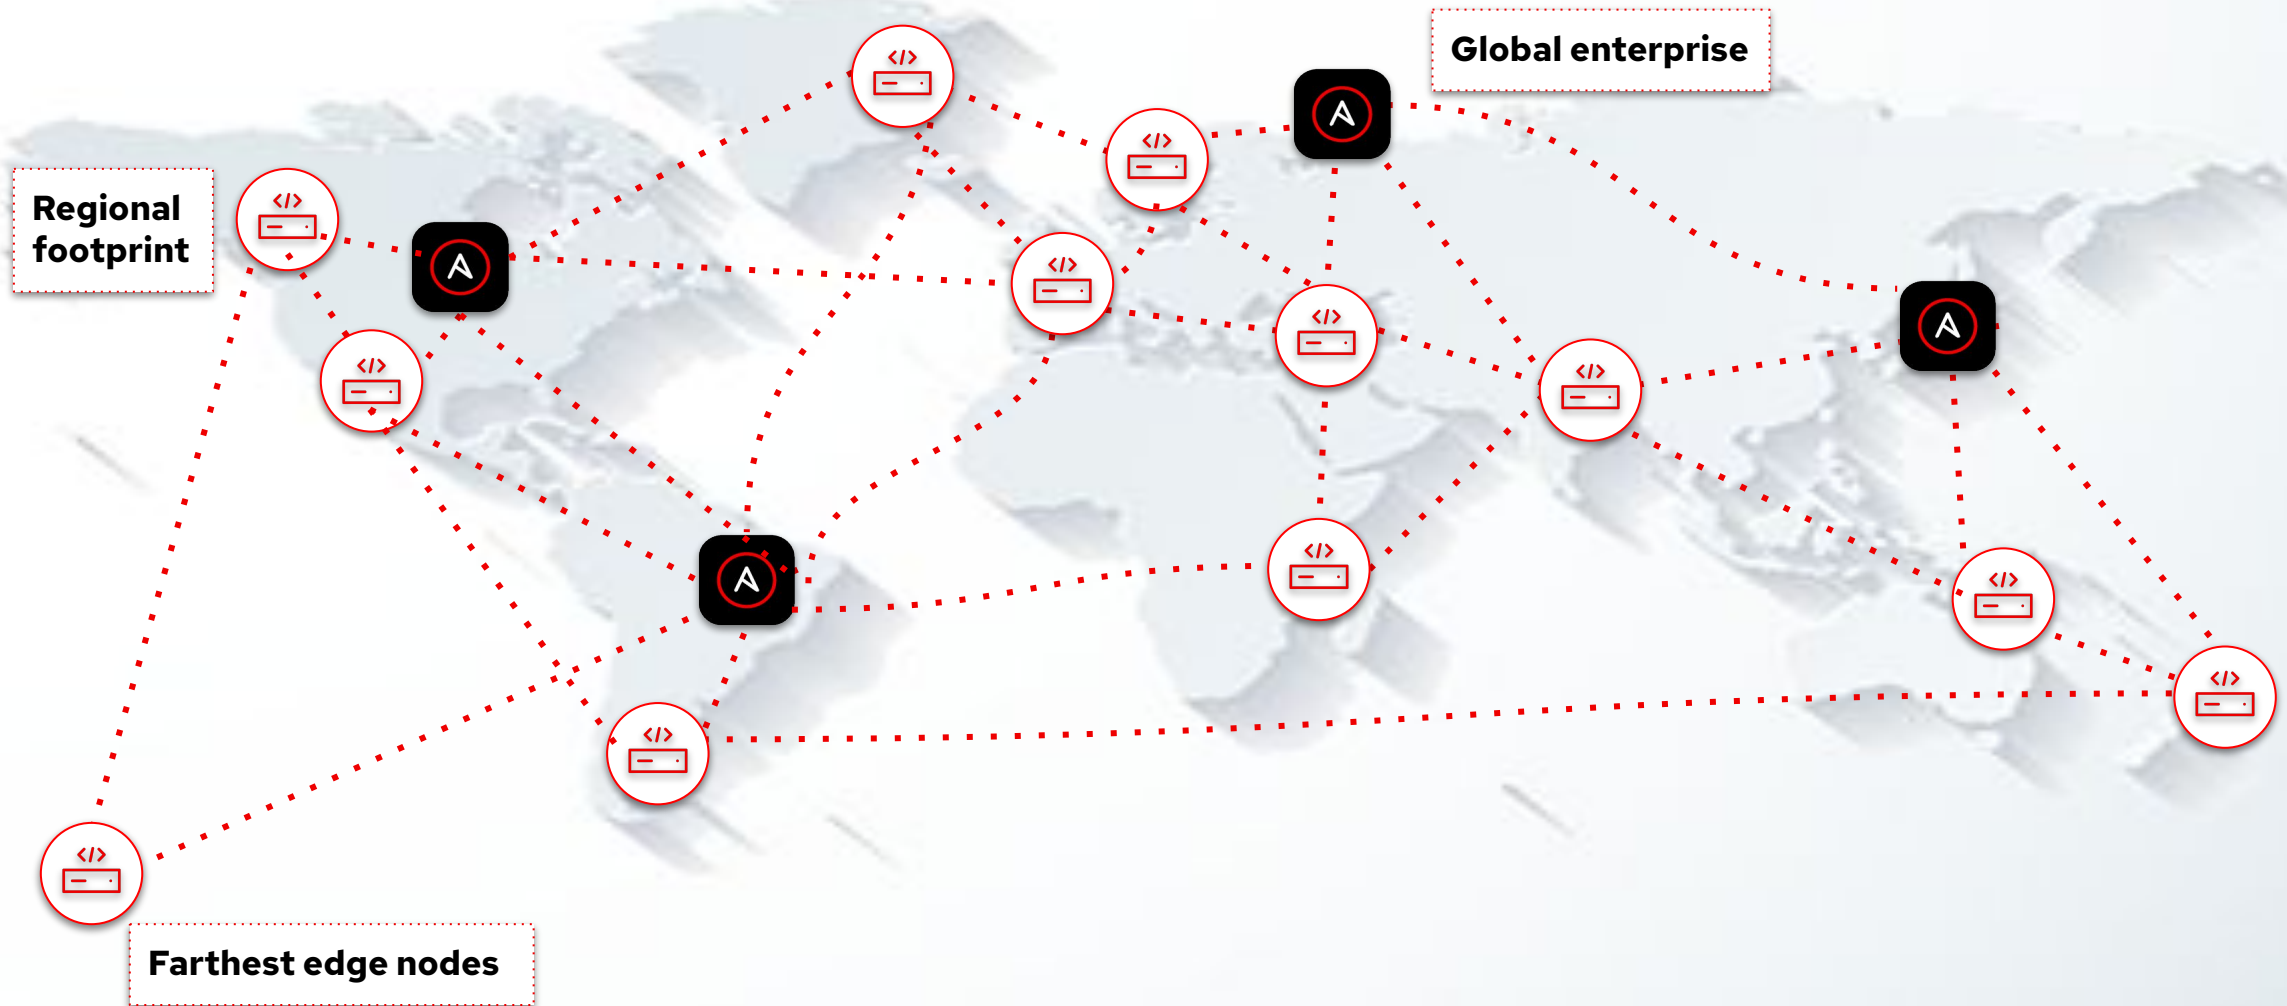 Global enterprise
Regional
footprint
Farthest edge nodes